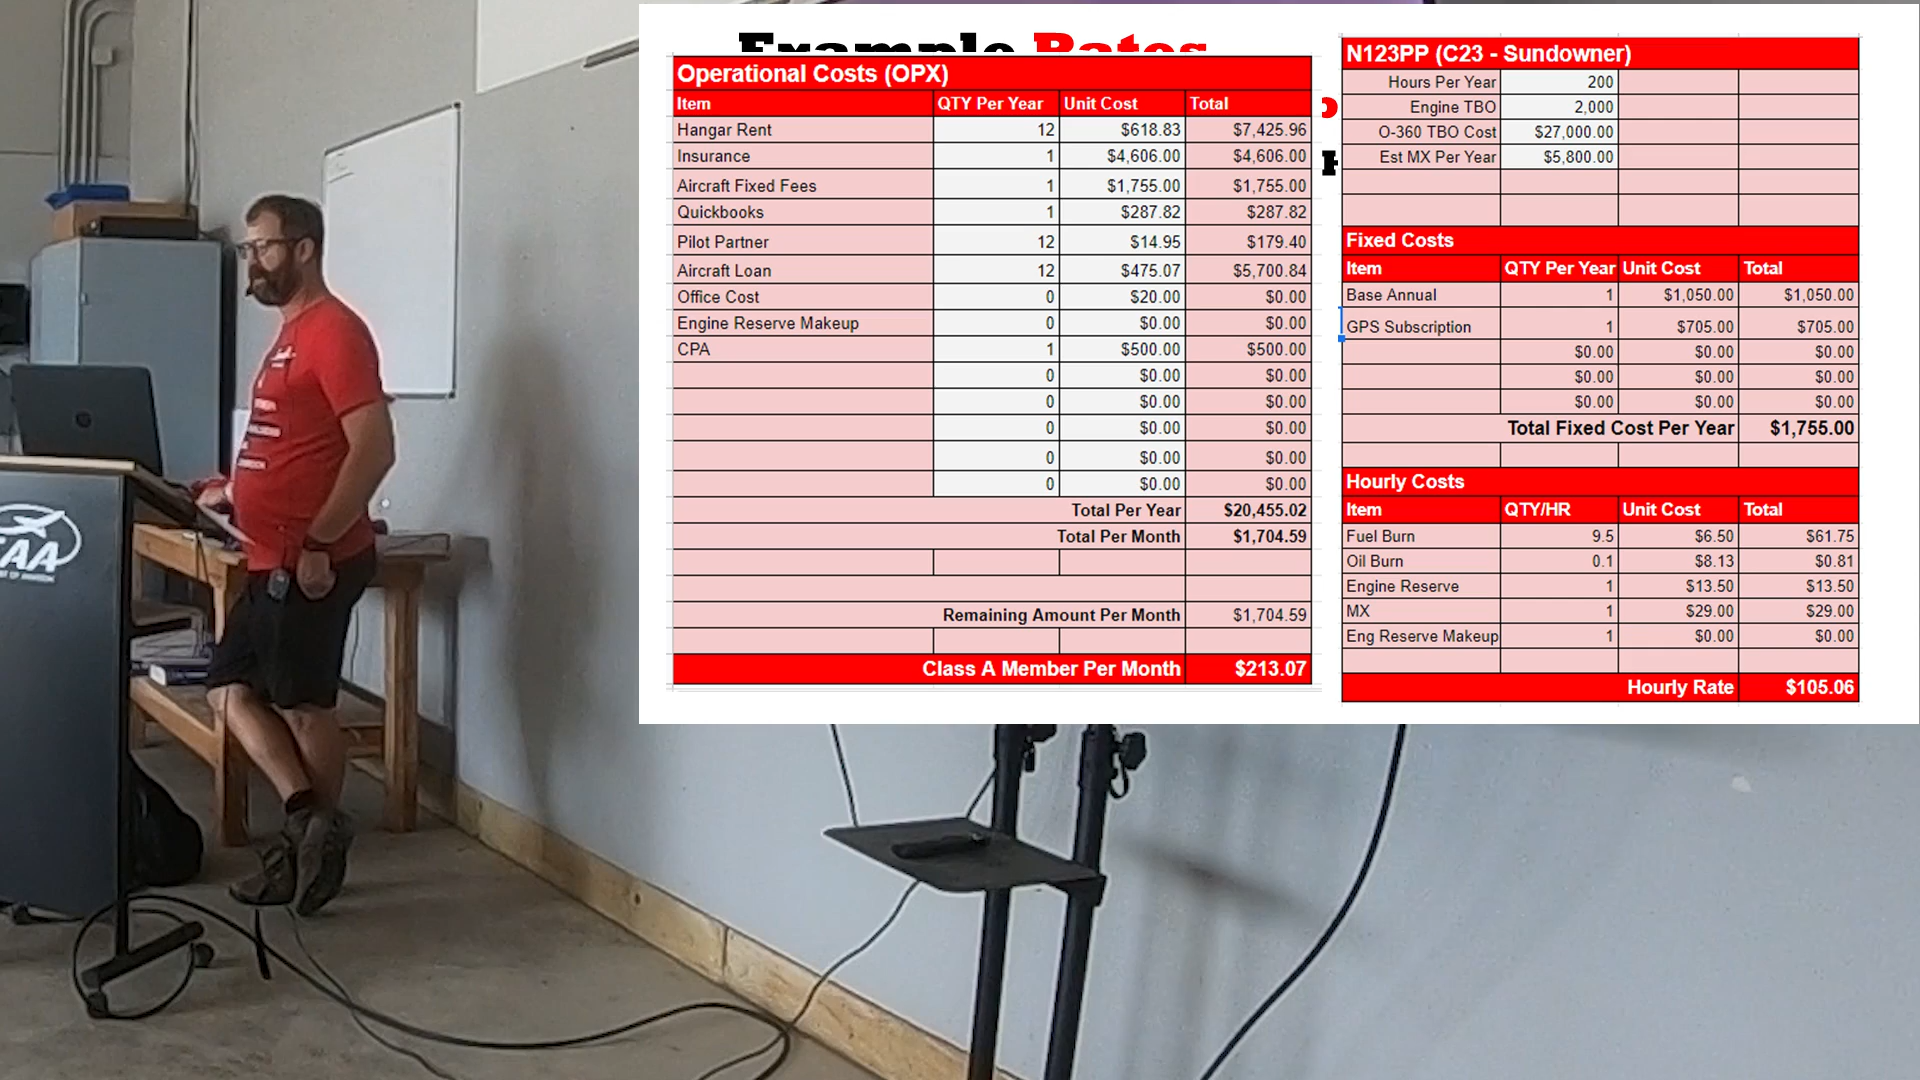 Example Rates
Operational Costs (OPX)
Item QTY Per Year Unit Cost Total
Hangar Rent 12 $618.83 $7,425.96
Insurance 1 $4,606.00 $4,606.00
Aircraft Fixed Fees 1 $1,755.00 $1,755.00
Quickbooks 1 $287.82 $287.82
Pilot Partner 12 $14.95 $179.40
Aircraft Loan 12 $475.07 $5,700.84
Office Cost 0 $20.00 $0.00
Engine Reserve Makeup 0 $0.00 $0.00
CPA 1 $500.00 $500.00
0 $0.00 $0.00
0 $0.00 $0.00
0 $0.00 $0.00
0 $0.00 $0.00
0 $0.00 $0.00
Total Per Year $20,455.02
Total Per Month $1,704.59
Remaining Amount Per Month $1,704.59
Class A Member Per Month $213.07
N123PP (C23 - Sundowner)
Hours Per Year 200
Engine TBO 2,000
O-360 TBO Cost $27,000.00
Est MX Per Year $5,800.00
Fixed Costs
Item QTY Per Year Unit Cost Total
Base Annual 1 $1,050.00 $1,050.00
GPS Subscription 1 $705.00 $705.00
$0.00 $0.00 $0.00
$0.00 $0.00 $0.00
$0.00 $0.00 $0.00
Total Fixed Cost Per Year $1,755.00
Hourly Costs
Item QTY/HR Unit Cost Total
Fuel Burn 9.5 $6.50 $61.75
Oil Burn 0.1 $8.13 $0.81
Engine Reserve 1 $13.50 $13.50
MX 1 $29.00 $29.00
Eng Reserve Makeup 1 $0.00 $0.00
Hourly Rate $105.06
EAA